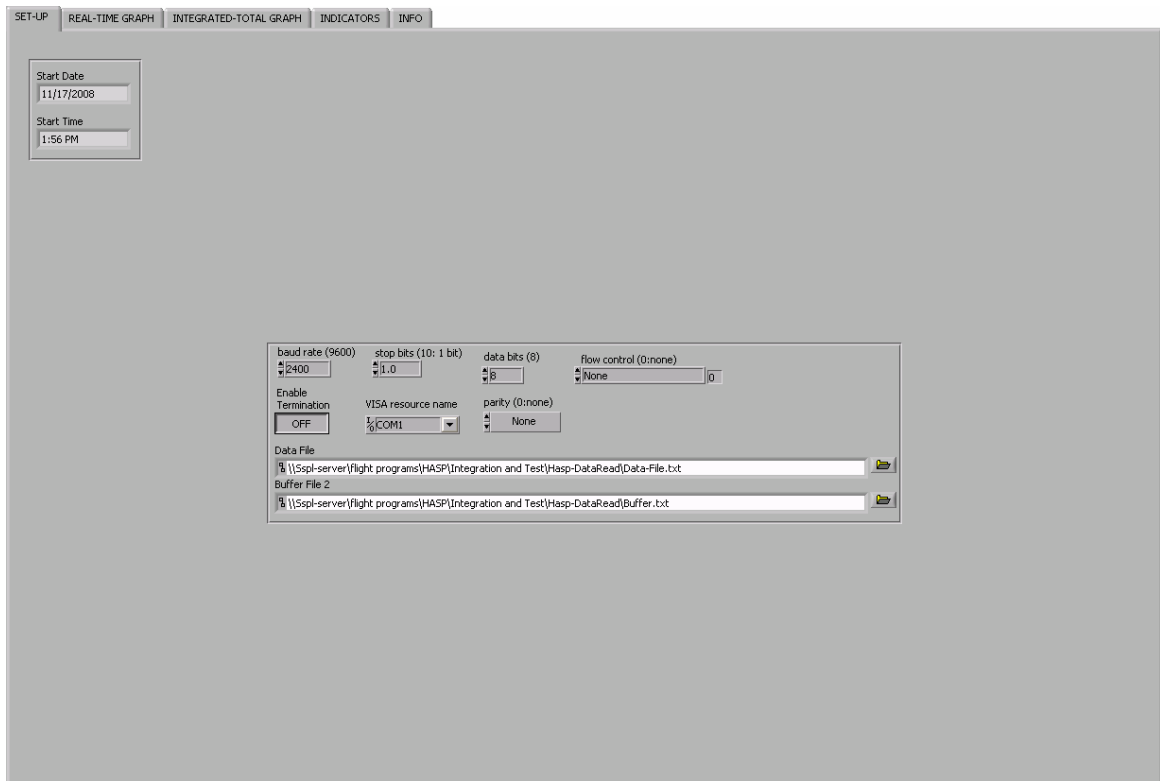 SET-UP REAL-TIME GRAPH INTEGRATED-TOTAL GRAPH INDICATORS INFO
Start Date
11/17/2008
Start Time
1:56 PM
baud rate (9600) stop bits (10: 1 bit) data bits (8) flow control (0:none)
2400 1.0 8 None 0
Enable
Termination VISA resource name parity (0:none)
OFF COM1 None
Data File
\\Sspl-server\flight programs\HASP\Integration and Test\Hasp-DataRead\Data-File.txt
Buffer File 2
\\Sspl-server\flight programs\HASP\Integration and Test\Hasp-DataRead\Buffer.txt